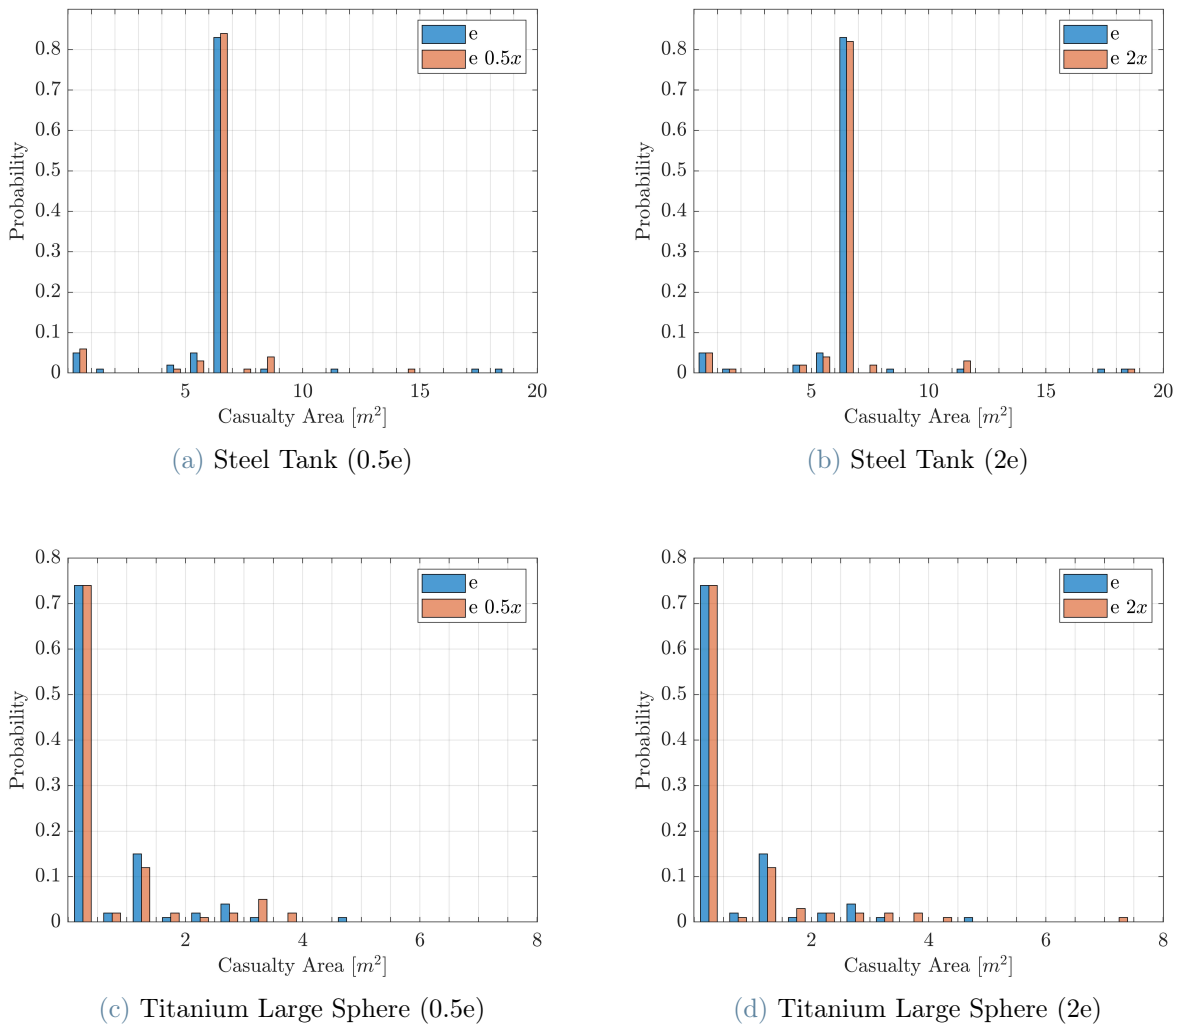 0.8
0.7
0.6
0.5
0.4
0.3
0.2
0.1
0
Probability
5
10
15
20
Casualty Area [m²]
e
e 0.5x
(a) Steel Tank (0.5e)
0.8
0.7
0.6
0.5
0.4
0.3
0.2
0.1
0
Probability
5
10
15
20
Casualty Area [m²]
e
e 2x
(b) Steel Tank (2e)
0.8
0.7
0.6
0.5
0.4
0.3
0.2
0.1
0
Probability
2
4
6
8
Casualty Area [m²]
e
e 0.5x
(c) Titanium Large Sphere (0.5e)
0.8
0.7
0.6
0.5
0.4
0.3
0.2
0.1
0
Probability
2
4
6
8
Casualty Area [m²]
e
e 2x
(d) Titanium Large Sphere (2e)